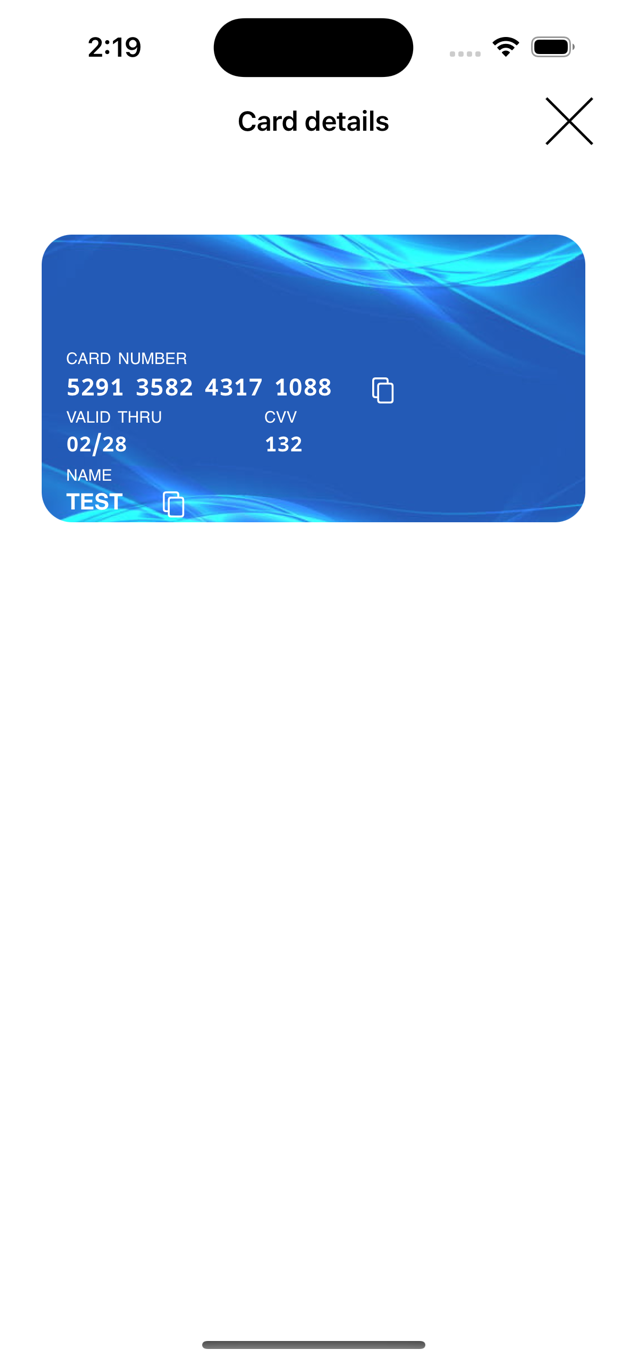 2:19
Card details
CARD NUMBER
5291 3582 4317 1088
VALID THRU CVV
02/28 132
NAME
TEST